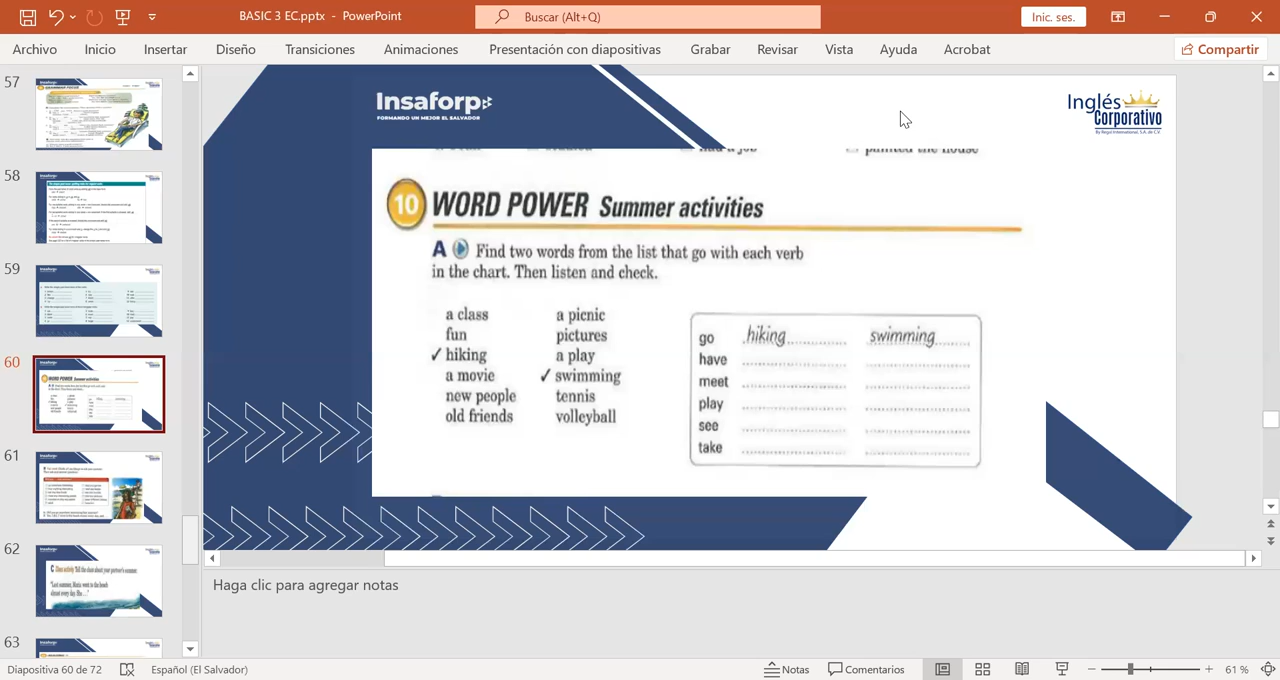 BASIC 3 EC.pptx - PowerPoint
Buscar (Alt+Q)
Inic. ses.
Archivo Inicio Insertar Diseño Transiciones Animaciones Presentación con diapositivas Grabar Revisar Vista Ayuda Acrobat
Compartir
57
58
59
60
61
62
63
Insaforp
FORMANDO UN MEJOR EL SALVADOR
Inglés
Corporativo
had a job painted the house
10 WORD POWER Summer activities
A Find two words from the list that go with each verb
in the chart. Then listen and check.
a class a picnic
fun pictures
✓ hiking a play
a movie ✓ swimming
new people tennis
old friends volleyball
go hiking swimming
have
meet
play
see
take
Haga clic para agregar notas
Diapositiva 60 de 72 Español (El Salvador) Notas Comentarios 61 %